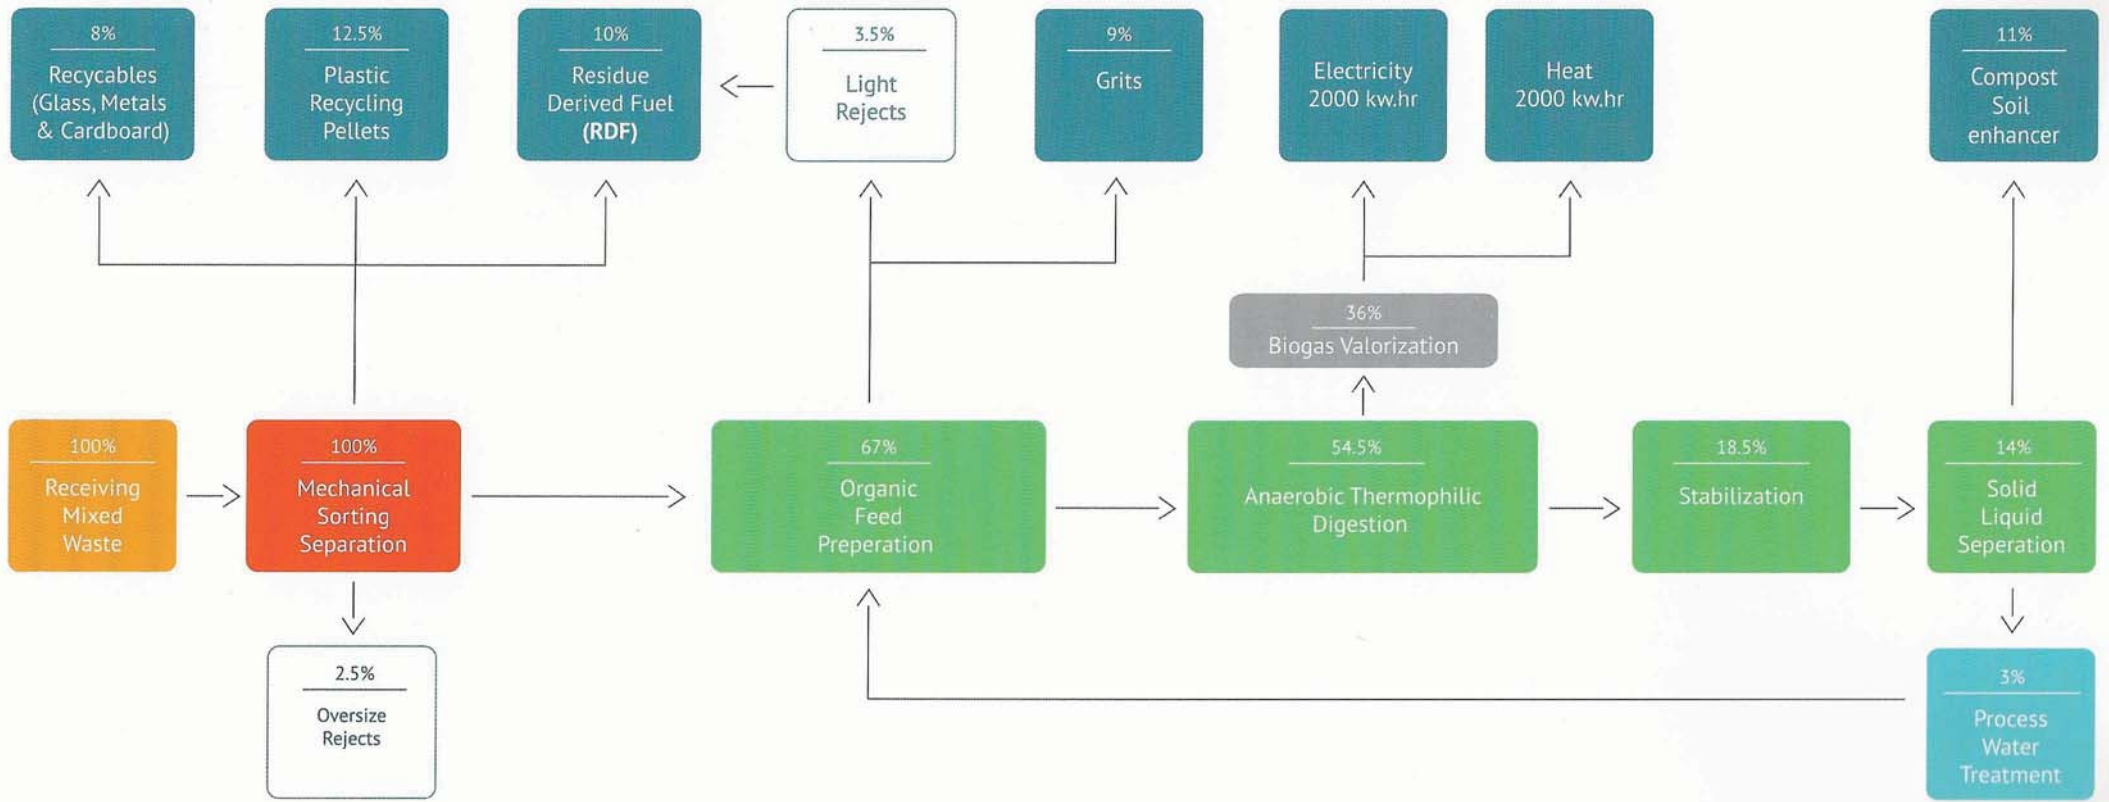 8%
Recycables
(Glass, Metals
& Cardboard)
12.5%
Plastic
Recycling
Pellets
10%
Residue
Derived Fuel
(RDF)
3.5%
Light
Rejects
9%
Grits
Electricity
2000 kw.hr
Heat
2000 kw.hr
11%
Compost
Soil
enhancer
36%
Biogas Valorization
100%
Receiving
Mixed
Waste
100%
Mechanical
Sorting
Separation
67%
Organic
Feed
Preperation
54.5%
Anaerobic Thermophilic
Digestion
18.5%
Stabilization
14%
Solid
Liquid
Seperation
2.5%
Oversize
Rejects
3%
Process
Water
Treatment